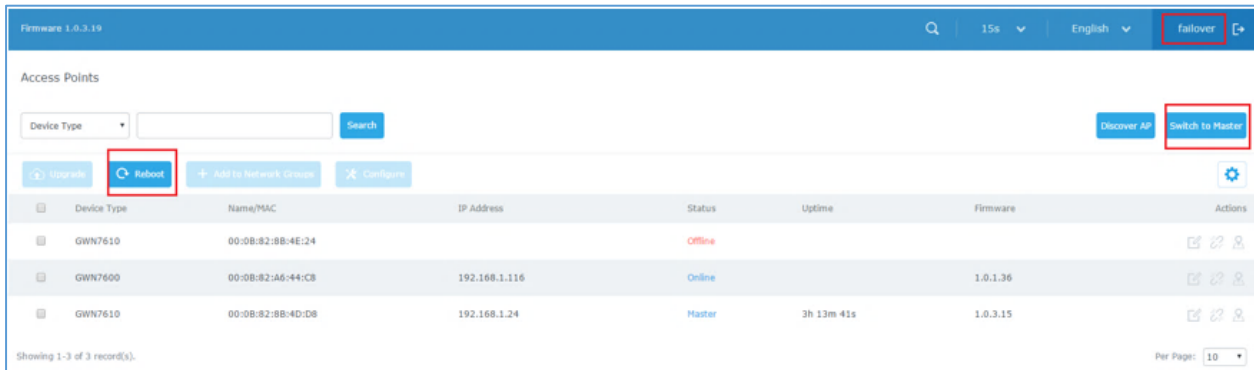 Firmware 1.0.3.19 15s English failover
Access Points
Device Type Search Discover AP Switch to Master
Upgrade Reboot + Add to Network Groups Configure
Device Type Name/MAC IP Address Status Uptime Firmware Actions
GWN7610 00:0B:82:8B:4E:24 Offline
GWN7600 00:0B:82:A6:44:C8 192.168.1.116 Online 1.0.1.36
GWN7610 00:0B:82:8B:4D:D8 192.168.1.24 Master 3h 13m 41s 1.0.3.15
Showing 1-3 of 3 record(s). Per Page: 10